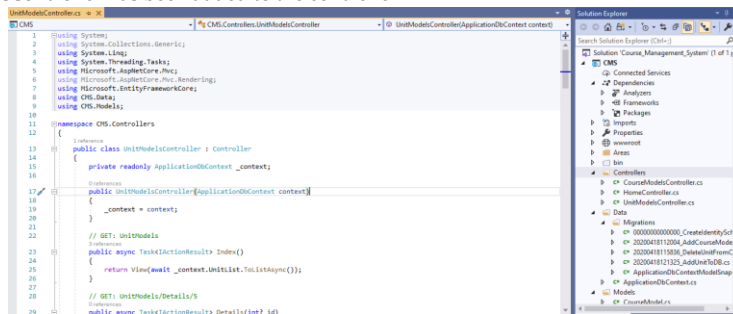 UnitModelsController.cs
CMS
CMS.Controllers.UnitModelsController
UnitModelsController(ApplicationDbContext context)
1 using System;
2 using System.Collections.Generic;
3 using System.Linq;
4 using System.Threading.Tasks;
5 using Microsoft.AspNetCore.Mvc;
6 using Microsoft.AspNetCore.Mvc.Rendering;
7 using Microsoft.EntityFrameworkCore;
8 using CMS.Data;
9 using CMS.Models;
10
11 namespace CMS.Controllers
12 {
1 reference
13 public class UnitModelsController : Controller
14 {
15 private readonly ApplicationDbContext _context;
16
0 references
17 public UnitModelsController(ApplicationDbContext context)
18 {
19 _context = context;
20 }
21
22 // GET: UnitModels
3 references
23 public async Task<IActionResult> Index()
24 {
25 return View(await _context.UnitList.ToListAsync());
26 }
27
28 // GET: UnitModels/Details/5
0 references
29 public async Task<IActionResult> Details(int? id)
Solution Explorer
Search Solution Explorer (Ctrl+;)
Solution 'Course_Management_System' (1 of 1 p
CMS
Connected Services
Dependencies
Analyzers
Frameworks
Packages
Imports
Properties
wwwroot
Areas
bin
Controllers
CourseModelsController.cs
HomeController.cs
UnitModelsController.cs
Data
Migrations
00000000000000_CreateIdentitySch
20200418112004_AddCourseMode
20200418115836_DeleteUnitFromC
20200418121325_AddUnitToDB.cs
ApplicationDbContextModelSnap
ApplicationDbContext.cs
Models
CourseModel.cs